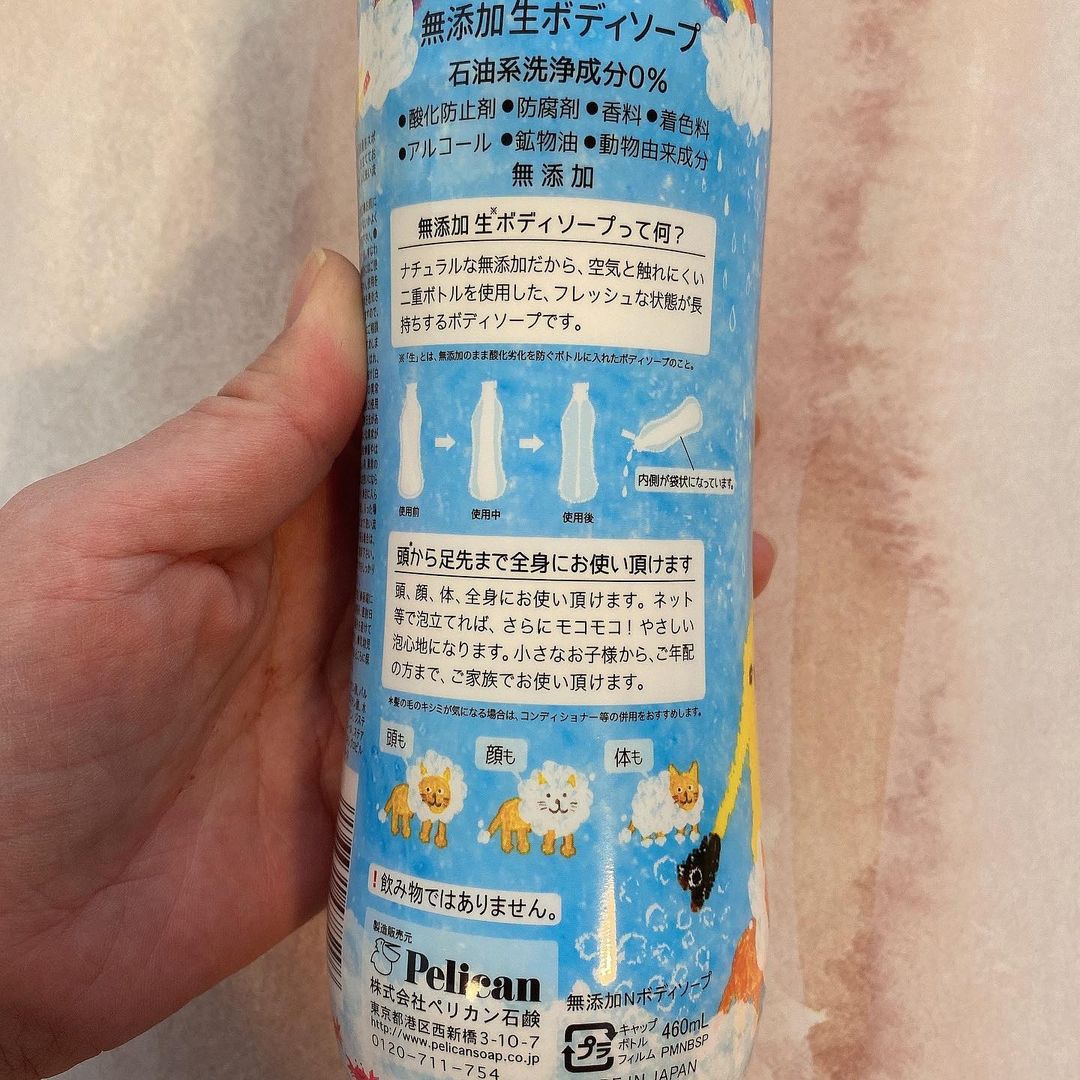 無添加 生ボディソープ
石油系洗浄成分0%
●酸化防止剤 ●防腐剤 ●香料 ●着色料
●アルコール ●鉱物油 ●動物由来成分
無添加
無添加 生※ボディソープって何?
ナチュラルな無添加だから、空気と触れにくい
二重ボトルを使用した、フレッシュな状態が長
持ちするボディソープです。
※「生」とは、無添加のまま酸化劣化を防ぐボトルに入れたボディソープのこと。
内側が袋状になっています。
使用前 使用中 使用後
頭*から足先まで全身にお使い頂けます
頭、顔、体、全身にお使い頂けます。ネット
等で泡立てれば、さらにモコモコ!やさしい
泡心地になります。小さなお子様から、ご年配
の方まで、ご家族でお使い頂けます。
*髪の毛のキシミが気になる場合は、コンディショナー等の併用をおすすめします。
頭も 顔も 体も
!飲み物ではありません。
製造販売元
Pelican
株式会社ペリカン石鹸
東京都港区西新橋3-10-7
http://www.pelicansoap.co.jp
0120-711-754
無添加Nボディソープ
プラ
キャップ
ボトル
フィルム
460mL
PMNBSP
MADE IN JAPAN